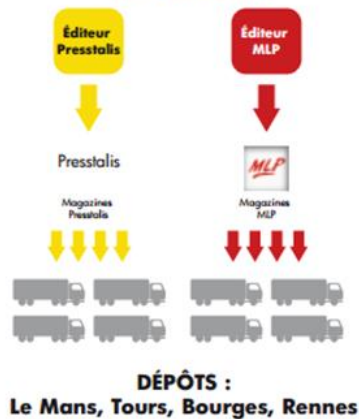 Éditeur
Presstalis
Éditeur
MLP
Presstalis
MLP
Magazines
Presstalis
Magazines
MLP
DÉPÔTS :
Le Mans, Tours, Bourges, Rennes